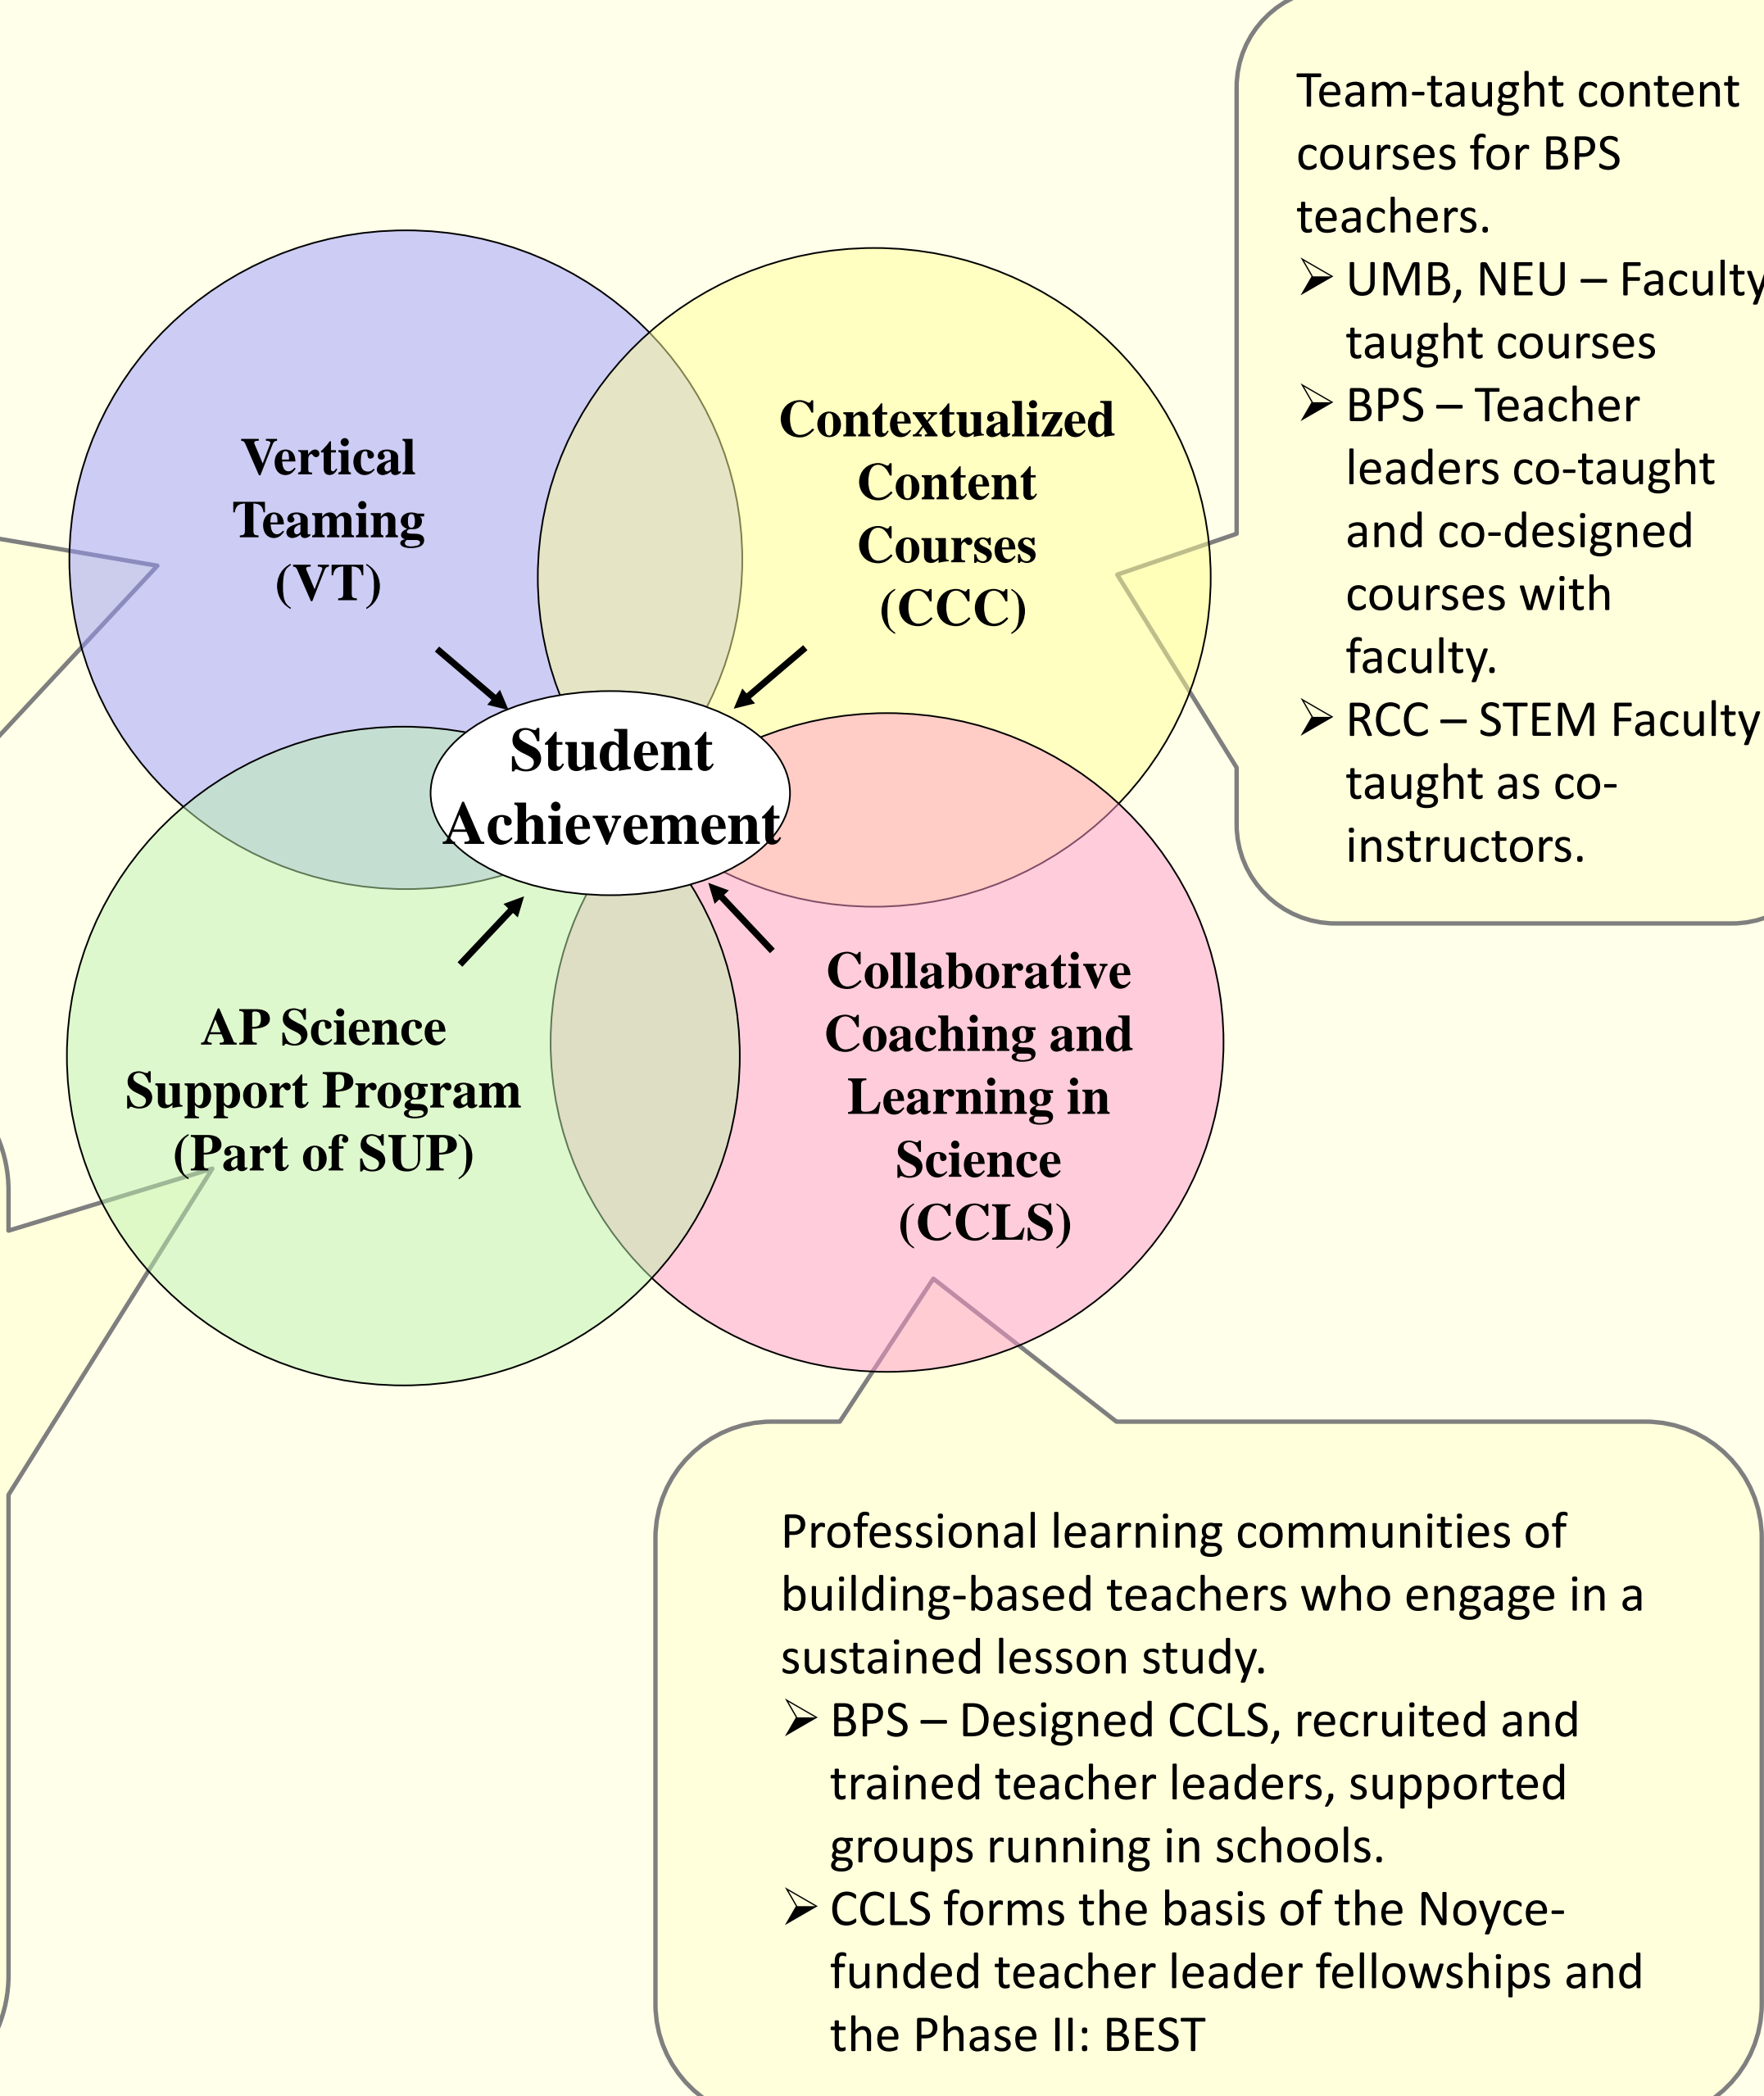 Team-taught content
courses for BPS
teachers.
➢ UMB, NEU – Faculty
taught courses
➢ BPS – Teacher
leaders co-taught
and co-designed
courses with
faculty.
➢ RCC – STEM Faculty
taught as co-
instructors.
Vertical
Teaming
(VT)
Contextualized
Content
Courses
(CCC)
Student
Achievement
AP Science
Support Program
(Part of SUP)
Collaborative
Coaching and
Learning in
Science
(CCLS)
Professional learning communities of
building-based teachers who engage in a
sustained lesson study.
➢ BPS – Designed CCLS, recruited and
trained teacher leaders, supported
groups running in schools.
➢ CCLS forms the basis of the Noyce-
funded teacher leader fellowships and
the Phase II: BEST